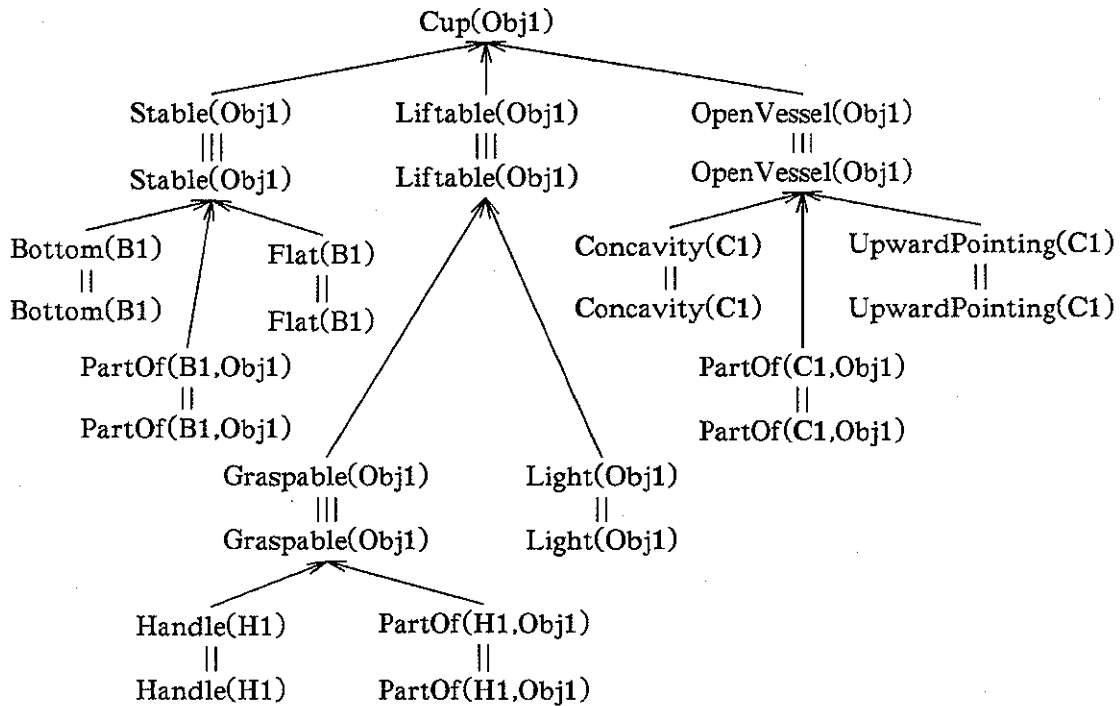 Cup(Obj1)
Stable(Obj1) Liftable(Obj1) OpenVessel(Obj1)
Stable(Obj1) Liftable(Obj1) OpenVessel(Obj1)
Bottom(B1) Flat(B1) Concavity(C1) UpwardPointing(C1)
Bottom(B1) Flat(B1) Concavity(C1) UpwardPointing(C1)
PartOf(B1,Obj1) PartOf(C1,Obj1)
PartOf(B1,Obj1) PartOf(C1,Obj1)
Graspable(Obj1) Light(Obj1)
Graspable(Obj1) Light(Obj1)
Handle(H1) PartOf(H1,Obj1)
Handle(H1) PartOf(H1,Obj1)